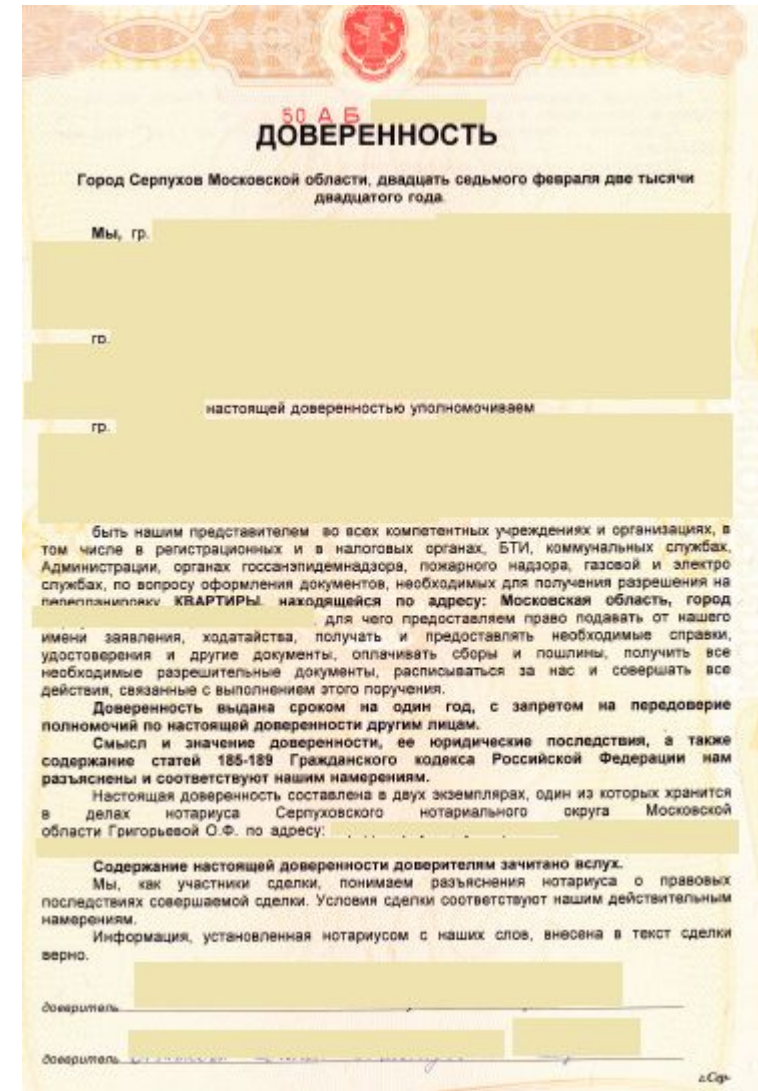 50 А Б
ДОВЕРЕННОСТЬ
Город Серпухов Московской области, двадцать седьмого февраля две тысячи
двадцатого года.
Мы, гр.
гр.
настоящей доверенностью уполномочиваем
гр.
быть нашим представителем во всех компетентных учреждениях и организациях, в
том числе в регистрационных и в налоговых органах, БТИ, коммунальных службах,
Администрации, органах госсанэпидемнадзора, пожарного надзора, газовой и электро
службах, по вопросу оформления документов, необходимых для получения разрешения на
перепланировку КВАРТИРЫ, находящейся по адресу: Московская область, город
, для чего предоставляем право подавать от нашего
имени заявления, ходатайства, получать и предоставлять необходимые справки,
удостоверения и другие документы, оплачивать сборы и пошлины, получить все
необходимые разрешительные документы, расписываться за нас и совершать все
действия, связанные с выполнением этого поручения.
Доверенность выдана сроком на один год, с запретом на передоверие
полномочий по настоящей доверенности другим лицам.
Смысл и значение доверенности, ее юридические последствия, а также
содержание статей 185-189 Гражданского кодекса Российской Федерации нам
разъяснены и соответствуют нашим намерениям.
Настоящая доверенность составлена в двух экземплярах, один из которых хранится
в делах нотариуса Серпуховского нотариального округа Московской
области Григорьевой О.Ф. по адресу:
Содержание настоящей доверенности доверителям зачитано вслух.
Мы, как участники сделки, понимаем разъяснения нотариуса о правовых
последствиях совершаемой сделки. Условия сделки соответствуют нашим действительным
намерениям.
Информация, установленная нотариусом с наших слов, внесена в текст сделки
верно.
доверитель
доверитель
г.Сер-